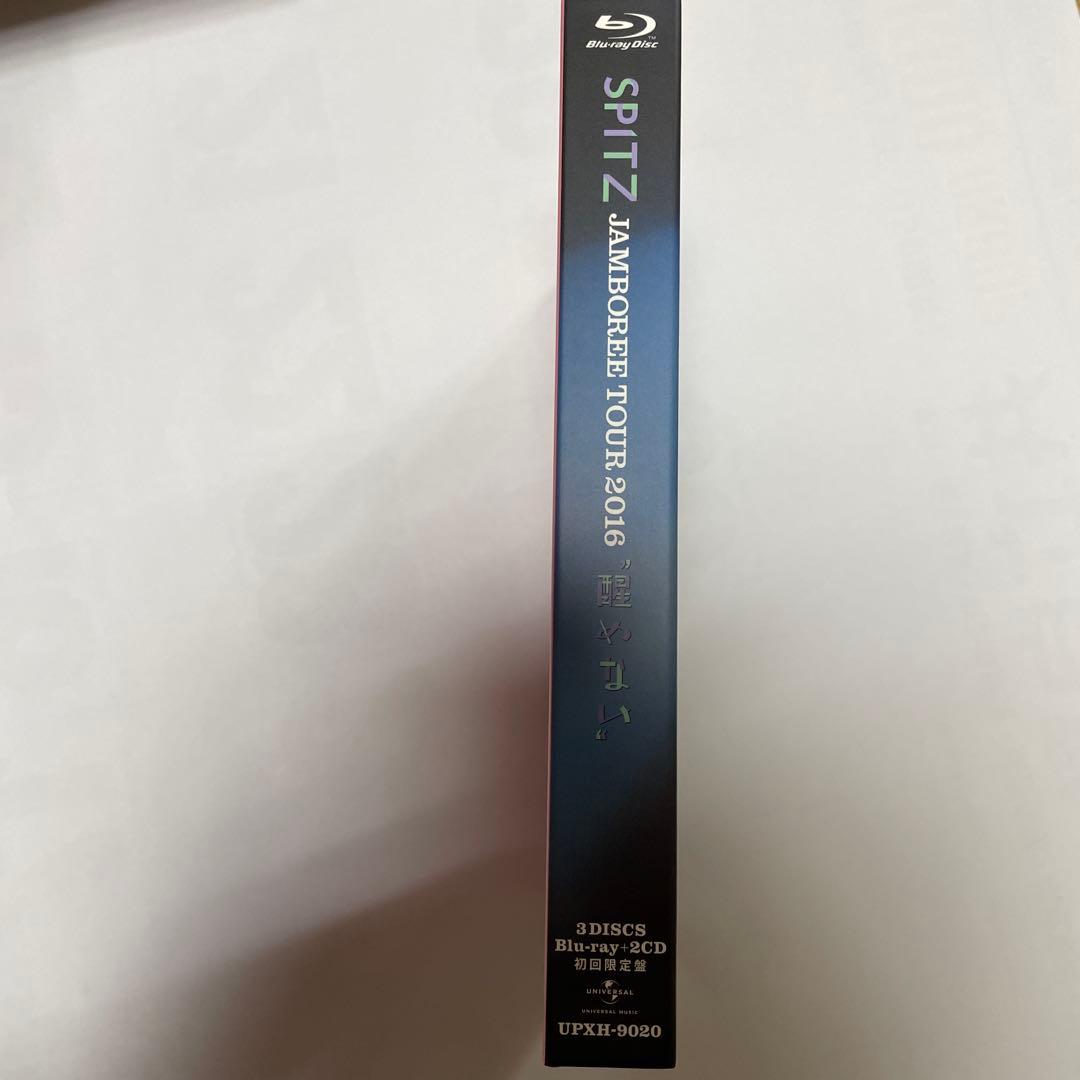 Blu-ray Disc™
SPITZ JAMBOREE TOUR 2016 "醒めない"
3DISCS
Blu-ray+2CD
初回限定盤
UNIVERSAL
UNIVERSAL MUSIC
UPXH-9020